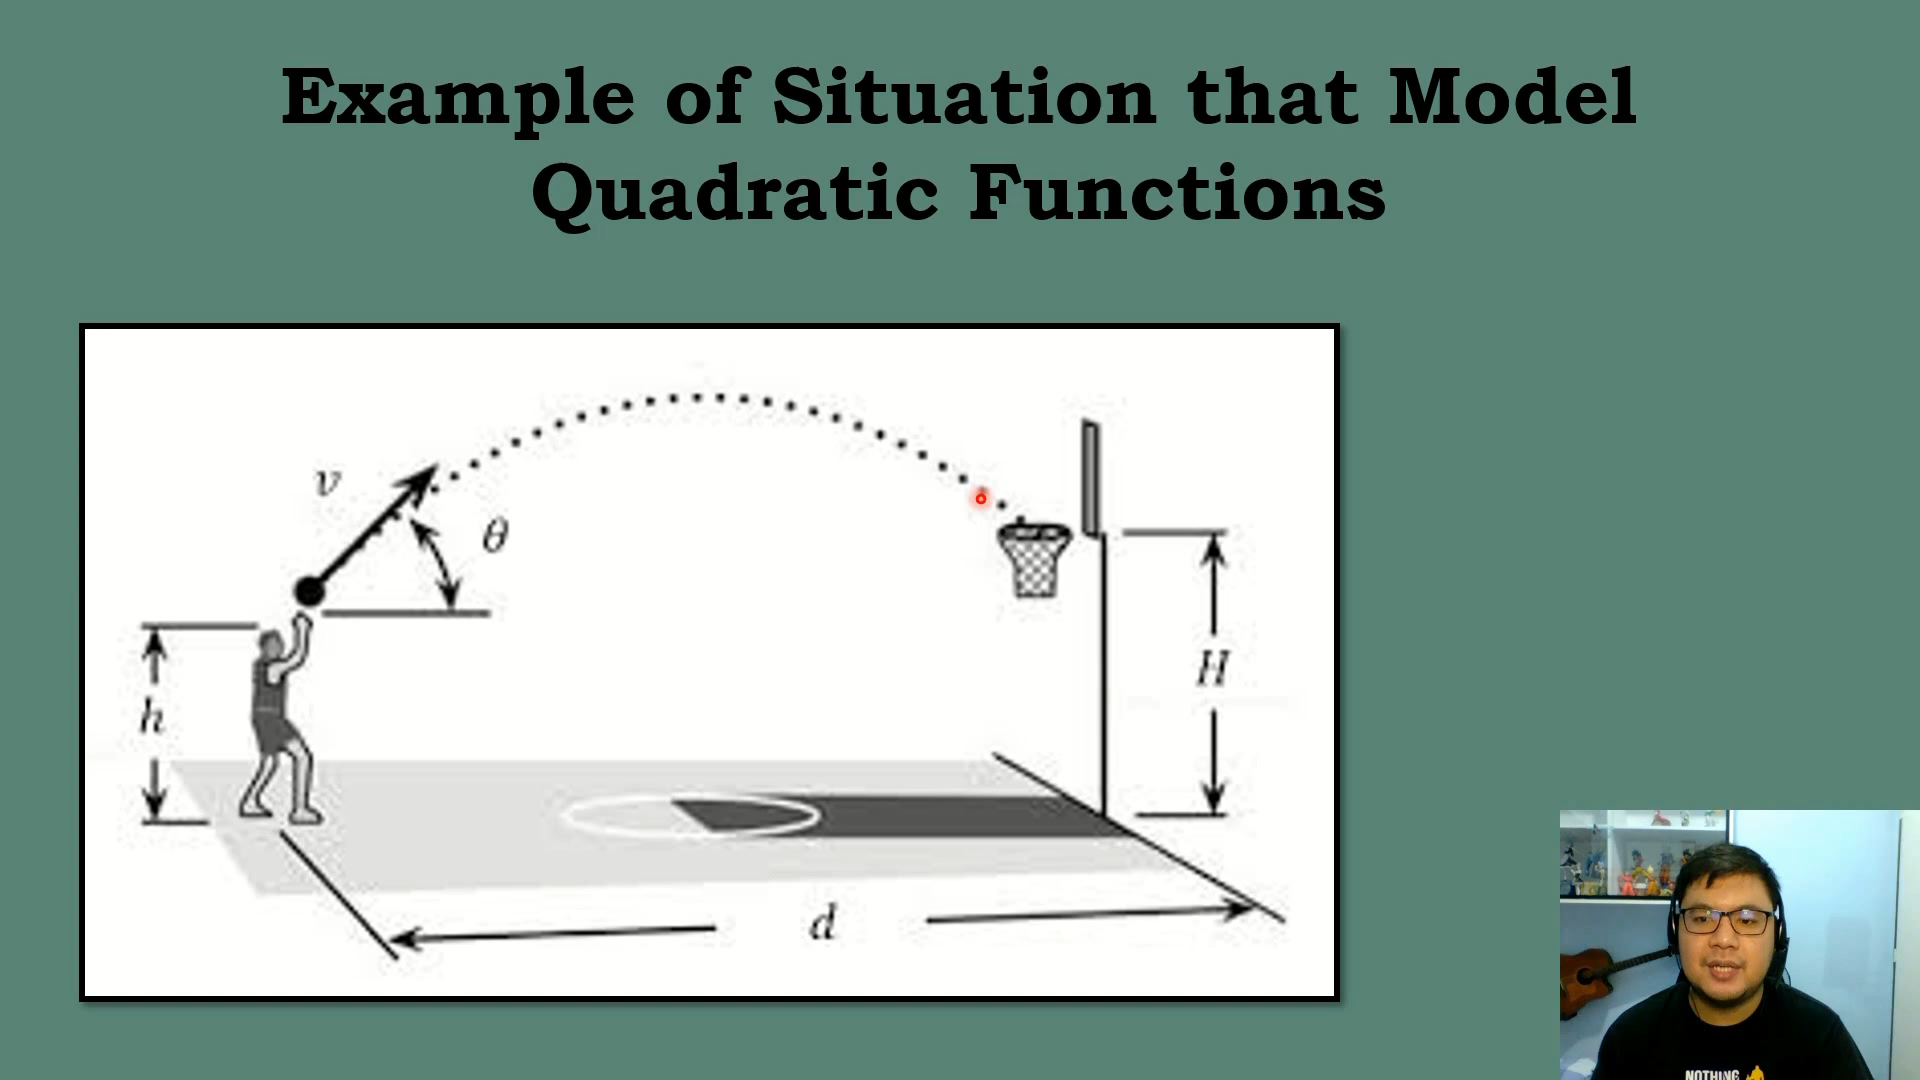 Example of Situation that Model
Quadratic Functions
v
θ
h
H
d
NOTHING